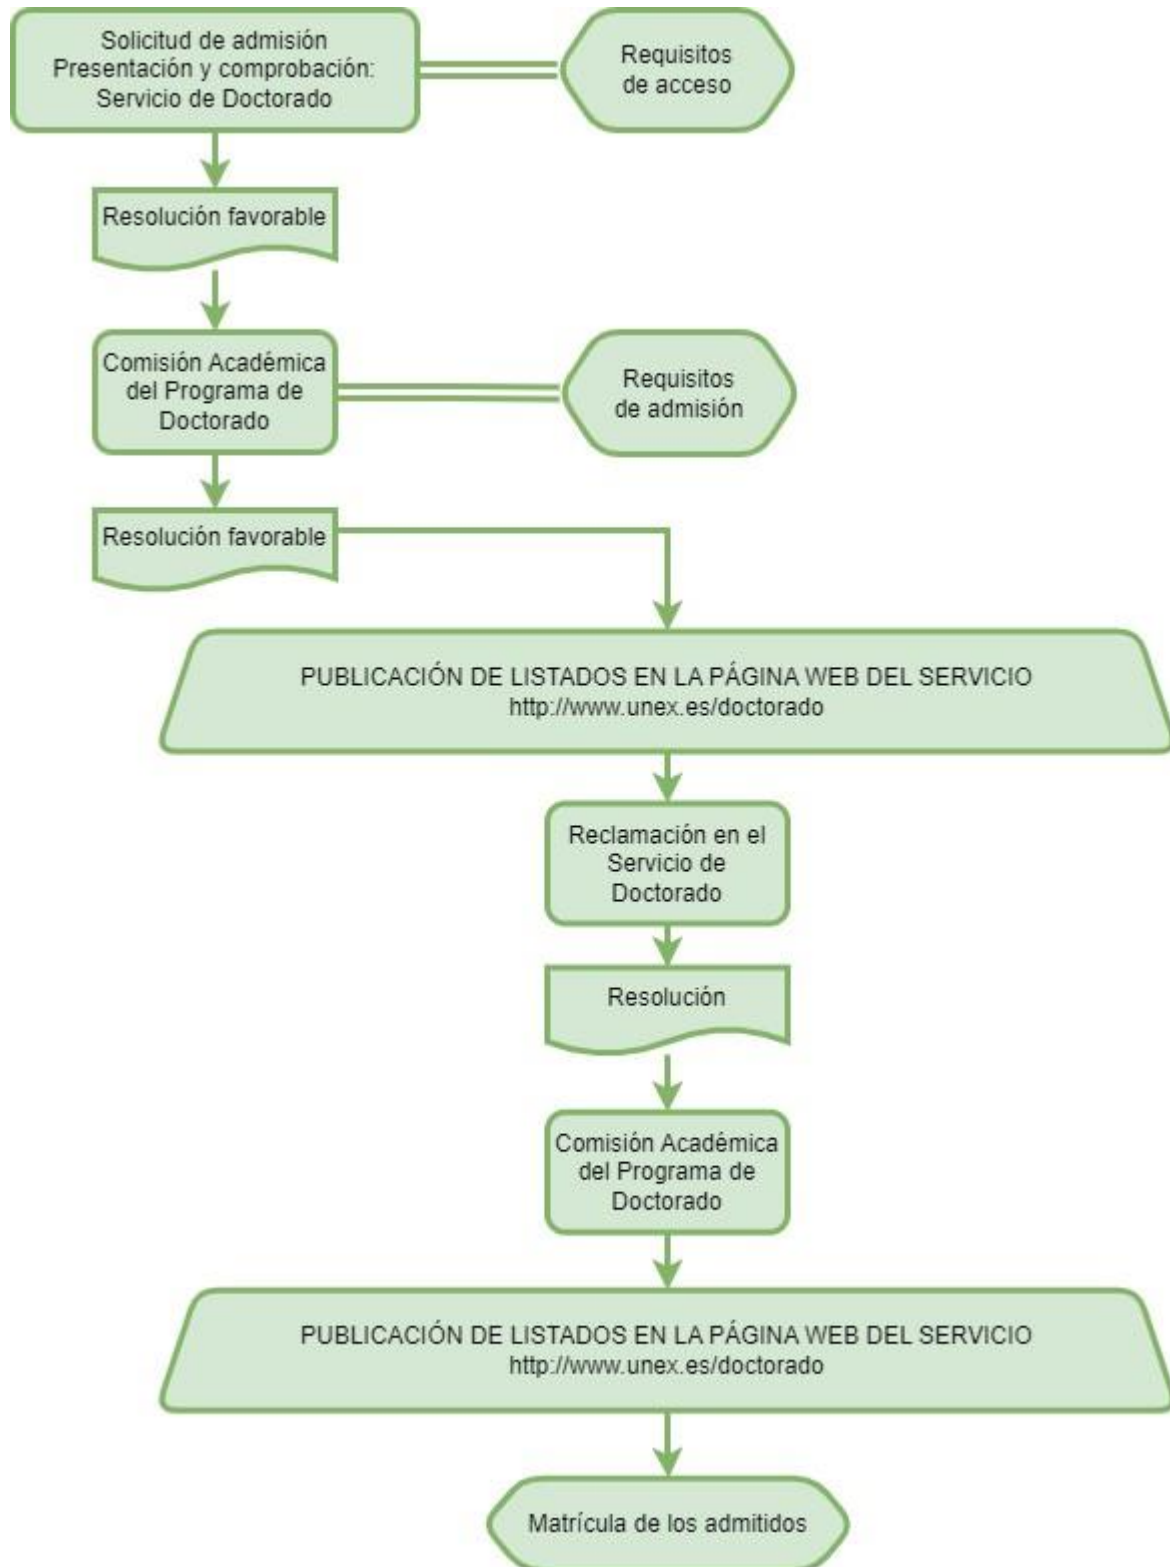 Solicitud de admisión
Presentación y comprobación:
Servicio de Doctorado
Requisitos
de acceso
Resolución favorable
Comisión Académica
del Programa de
Doctorado
Requisitos
de admisión
Resolución favorable
PUBLICACIÓN DE LISTADOS EN LA PÁGINA WEB DEL SERVICIO
http://www.unex.es/doctorado
Reclamación en el
Servicio de
Doctorado
Resolución
Comisión Académica
del Programa de
Doctorado
PUBLICACIÓN DE LISTADOS EN LA PÁGINA WEB DEL SERVICIO
http://www.unex.es/doctorado
Matrícula de los admitidos